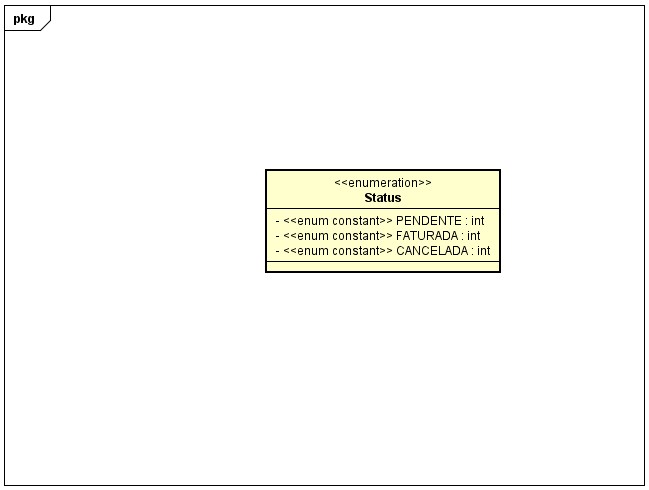 pkg
<<enumeration>>
Status
- <<enum constant>> PENDENTE : int
- <<enum constant>> FATURADA : int
- <<enum constant>> CANCELADA : int